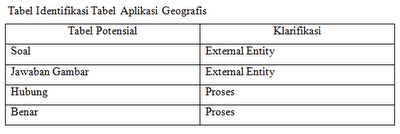 Tabel Identifikasi Tabel Aplikasi Geografis
Tabel Potensial Klarifikasi
Soal External Entity
Jawaban Gambar External Entity
Hubung Proses
Benar Proses